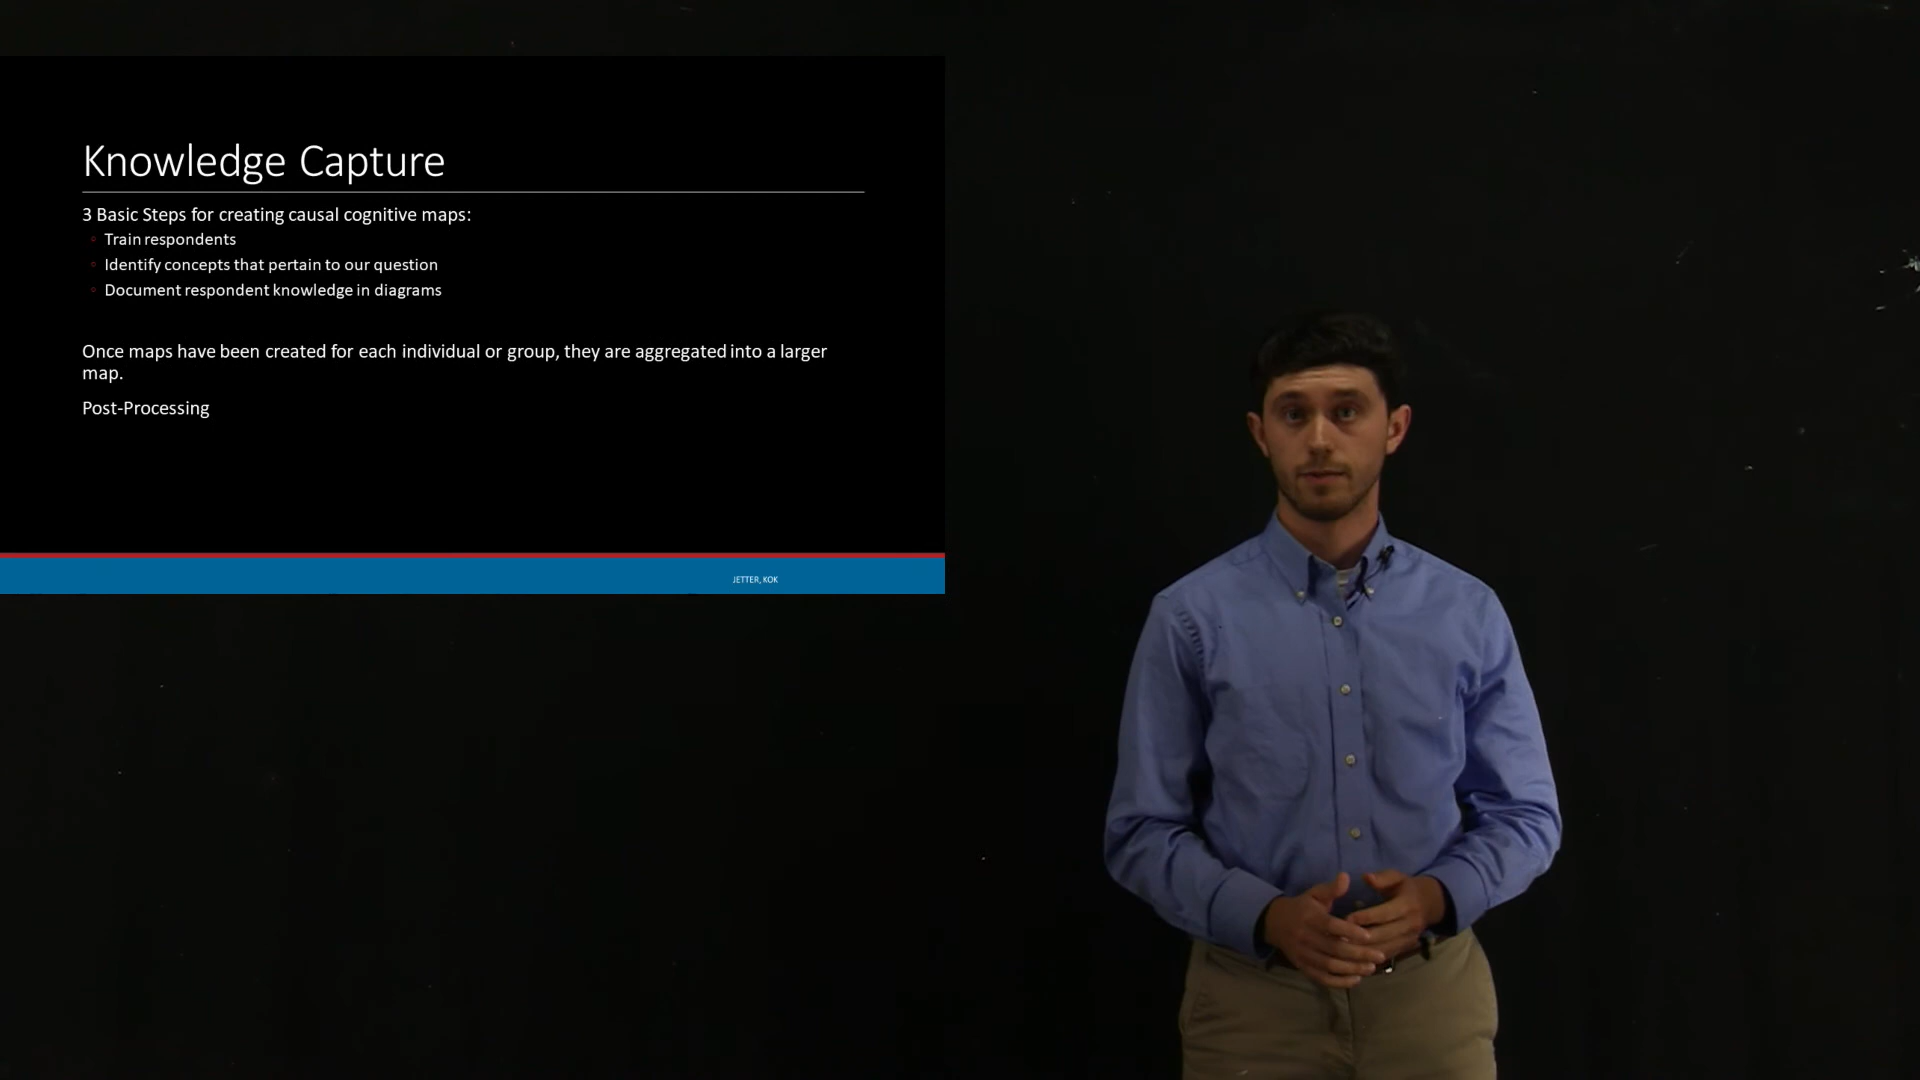 Knowledge Capture
3 Basic Steps for creating causal cognitive maps:
Train respondents
Identify concepts that pertain to our question
Document respondent knowledge in diagrams
Once maps have been created for each individual or group, they are aggregated into a larger
map.
Post-Processing
JETTER, KOK